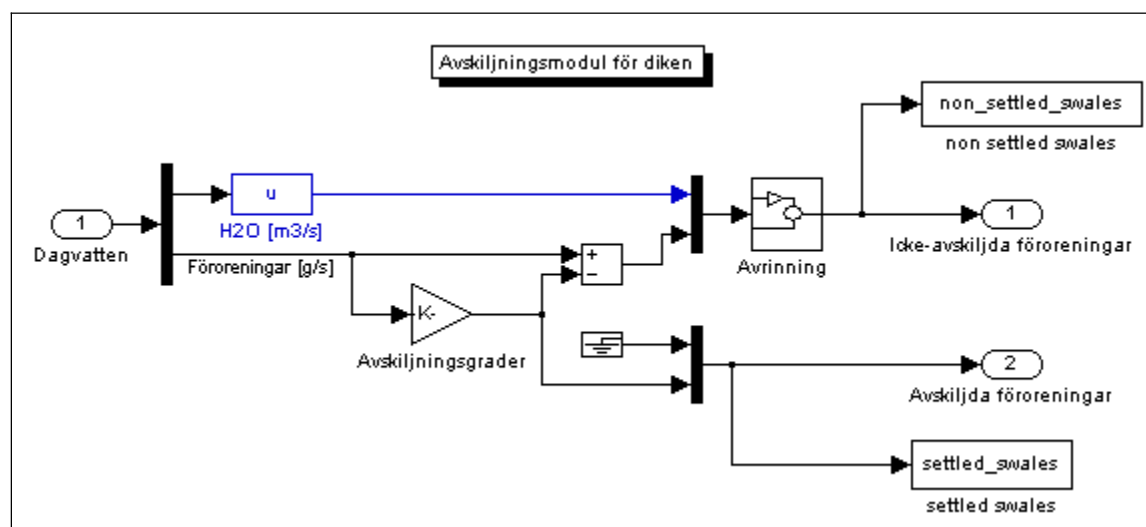 Avskiljningsmodul för diken
non_settled_swales
non settled swales
u
H2O [m3/s]
1
Dagvatten
1
Icke-avskiljda föroreningar
Avrinning
Föroreningar [g/s]
+
−
K-
Avskiljningsgrader
2
Avskiljda föroreningar
settled_swales
settled swales